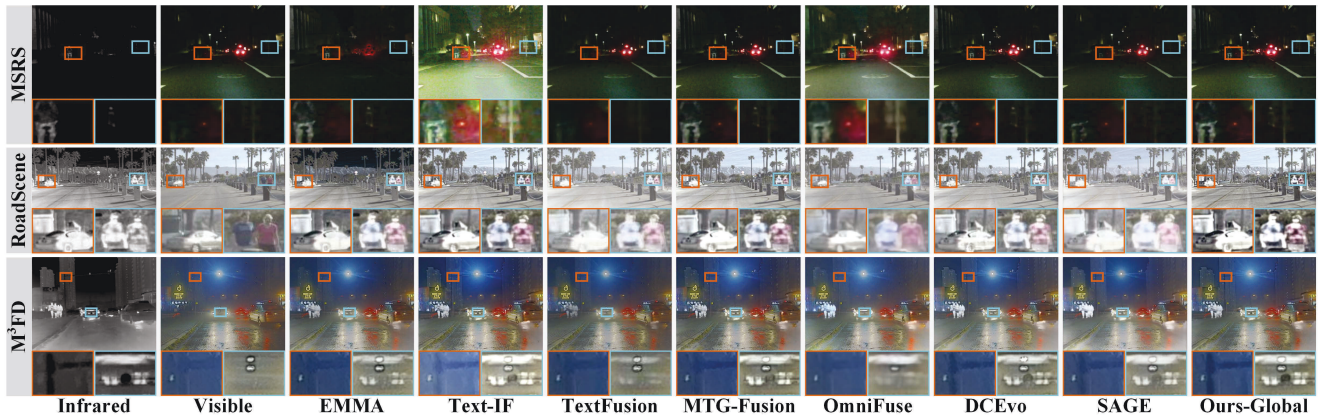 MSRS
RoadScene
M³FD
Infrared Visible EMMA Text-IF TextFusion MTG-Fusion OmniFuse DCEvo SAGE Ours-Global